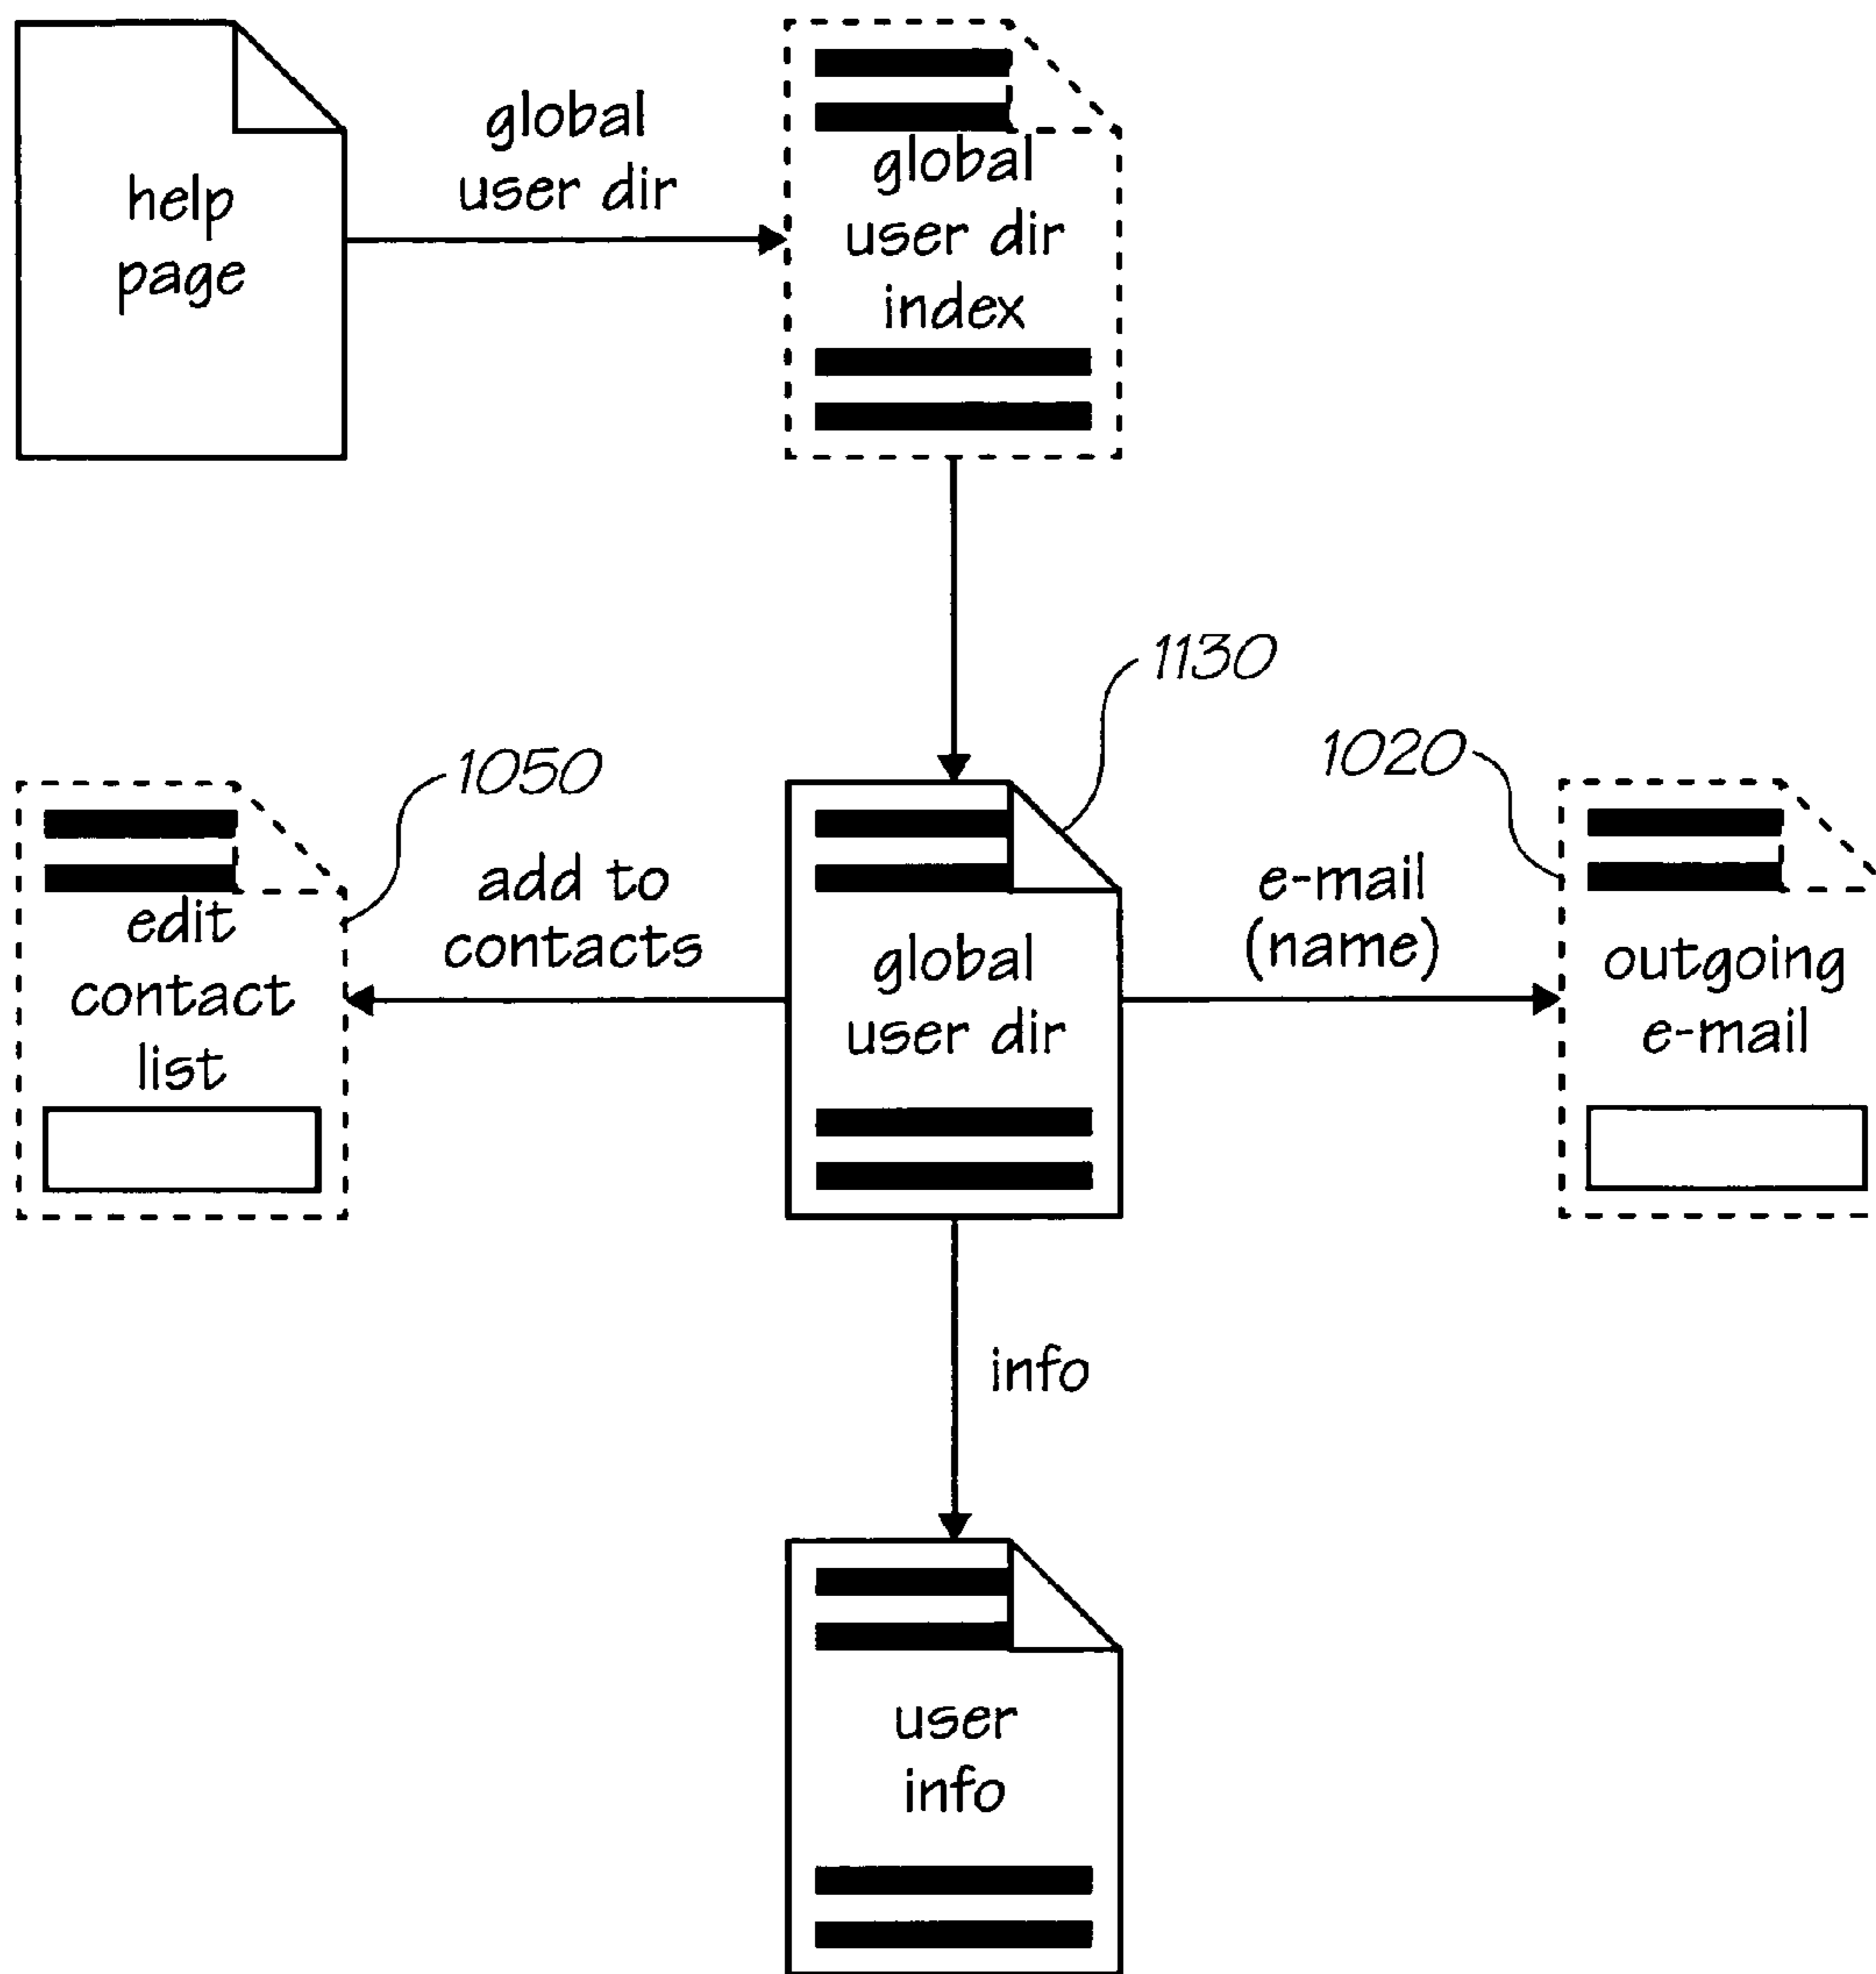 help
page
global
user dir
global
user dir
index
1130
1050
1020
edit
contact
list
add to
contacts
global
user dir
e-mail
(name)
outgoing
e-mail
info
user
info